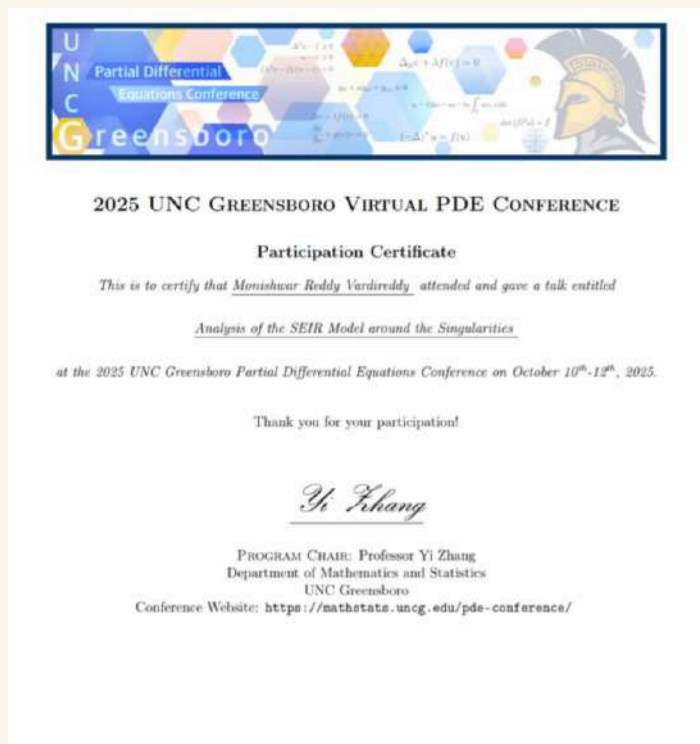 UNC Greensboro
Partial Differential
Equations Conference
2025 UNC GREENSBORO VIRTUAL PDE CONFERENCE
Participation Certificate
This is to certify that Monishwar Reddy Vardireddy attended and gave a talk entitled
Analysis of the SEIR Model around the Singularities
at the 2025 UNC Greensboro Partial Differential Equations Conference on October 10th-12th, 2025.
Thank you for your participation!
Yi Zhang
PROGRAM CHAIR: Professor Yi Zhang
Department of Mathematics and Statistics
UNC Greensboro
Conference Website: https://mathstats.uncg.edu/pde-conference/